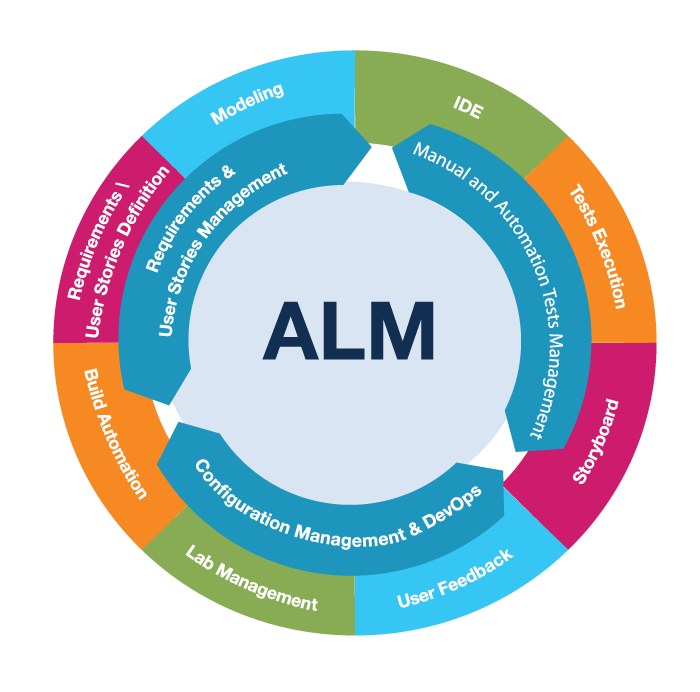 Modeling
IDE
Tests Execution
Storyboard
User Feedback
Lab Management
Build Automation
Requirements \
User Stories Definition
Requirements &
User Stories Management
Manual and Automation Tests Management
Configuration Management & DevOps
ALM